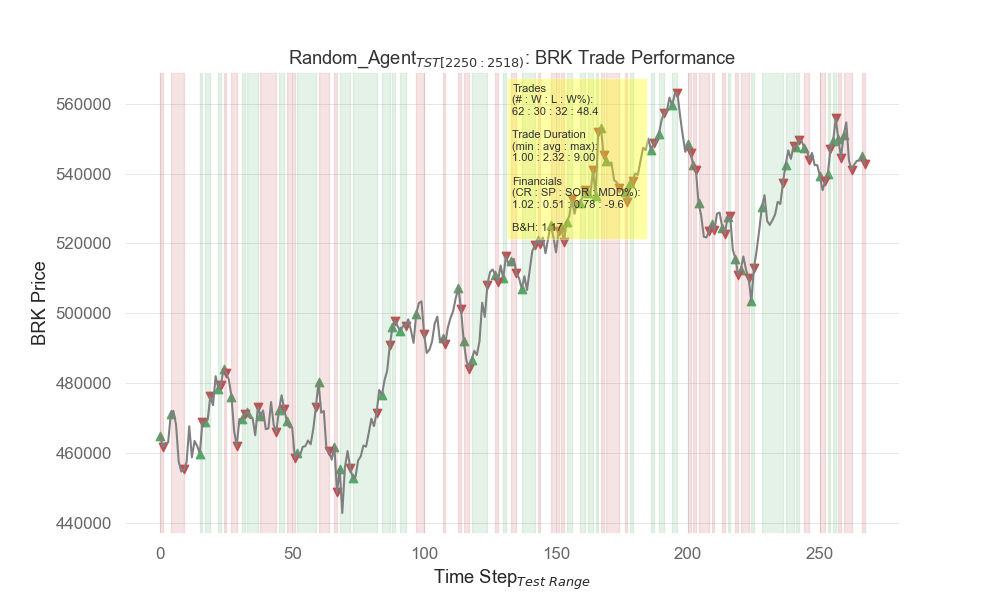 Random_Agent TST[2250 : 2518) : BRK Trade Performance
Trades
(# : W : L : W%):
62 : 30 : 32 : 48.4
Trade Duration
(min : avg : max):
1.00 : 2.32 : 9.00
Financials
(CR : SP : SOR : MDD%):
1.02 : 0.51 : 0.78 : -9.6
B&H: 1.17
BRK Price
560000
540000
520000
500000
480000
460000
440000
0 50 100 150 200 250
Time Step Test Range